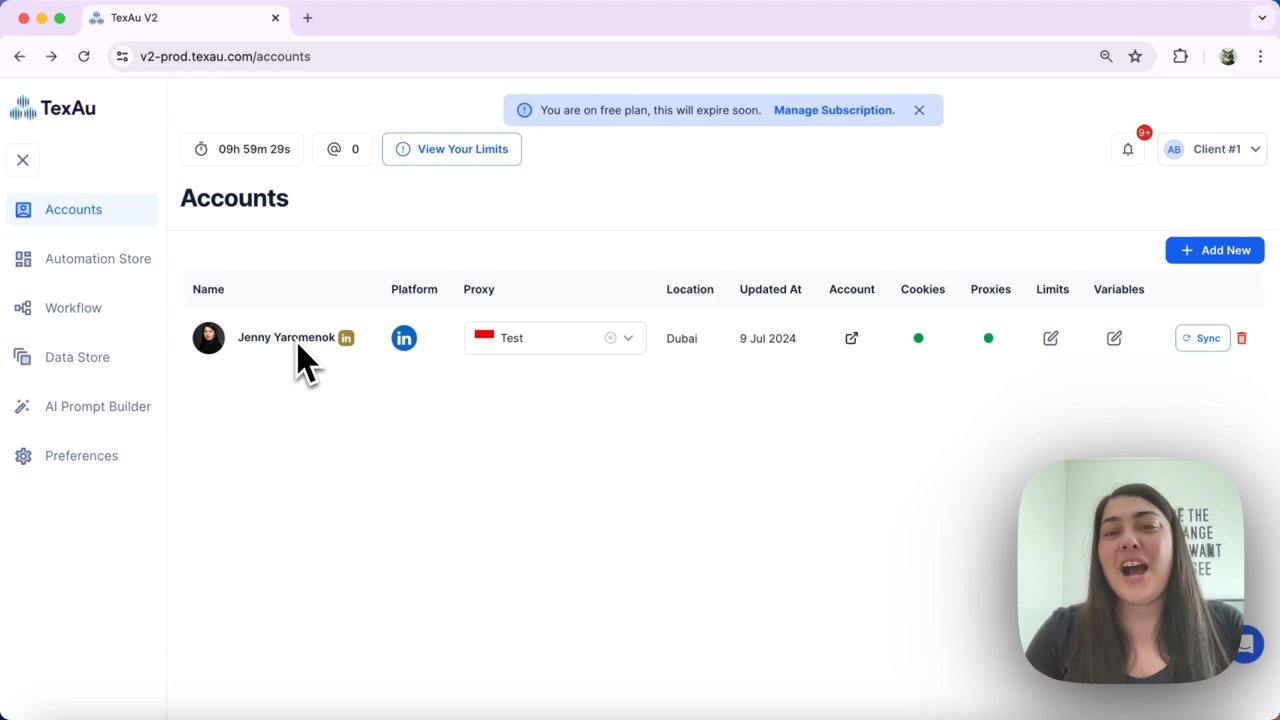 TexAu V2
v2-prod.texau.com/accounts
TexAu
You are on free plan, this will expire soon. Manage Subscription.
09h 59m 29s
0
View Your Limits
9+
AB Client #1
Accounts
Accounts
Automation Store
Workflow
Data Store
AI Prompt Builder
Preferences
Add New
Name Platform Proxy Location Updated At Account Cookies Proxies Limits Variables
Jenny Yaromenok in in Test Dubai 9 Jul 2024 Sync
THE
WANT